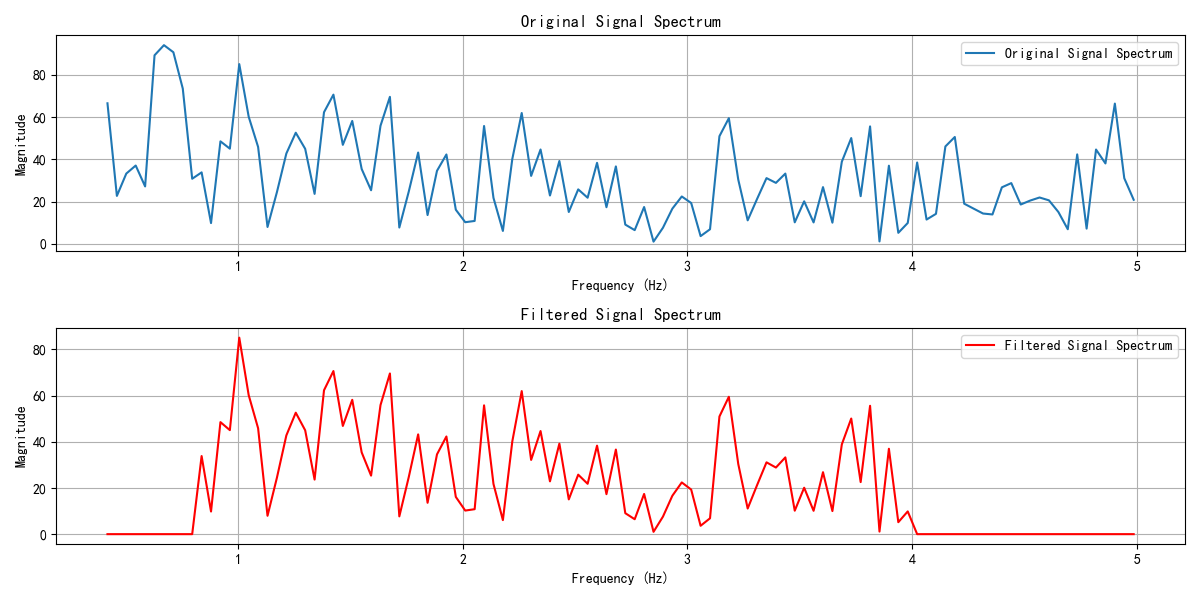 Original Signal Spectrum
Original Signal Spectrum
Magnitude
80
60
40
20
0
1
2
3
4
5
Frequency (Hz)
Filtered Signal Spectrum
Filtered Signal Spectrum
Magnitude
80
60
40
20
0
1
2
3
4
5
Frequency (Hz)